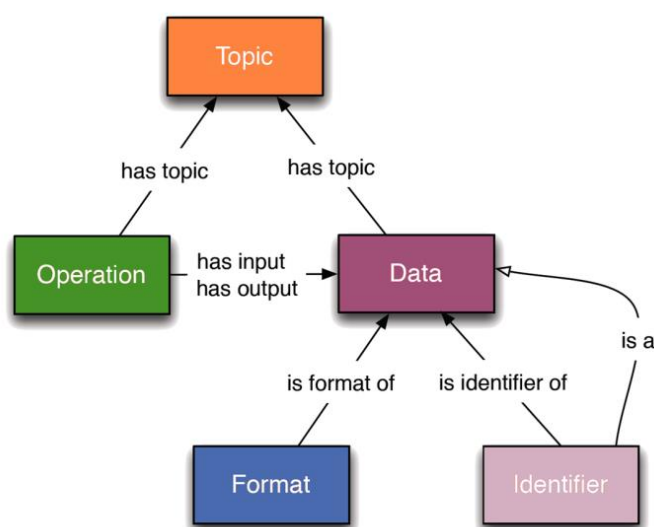 Topic
has topic
has topic
Operation
has input
has output
Data
is a
is format of
is identifier of
Format
Identifier